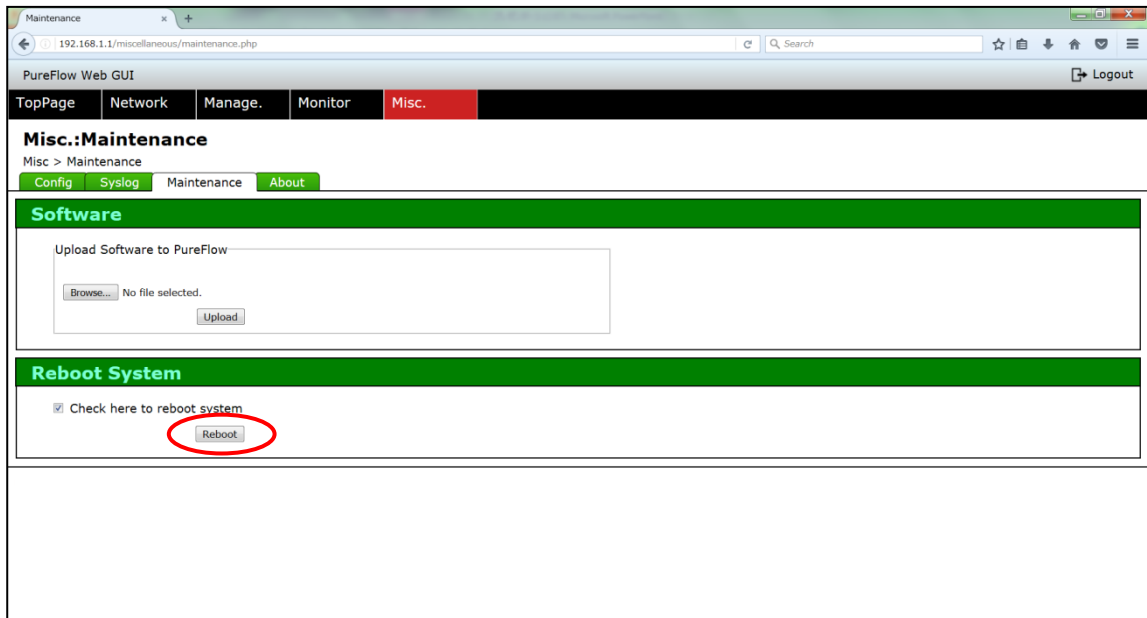 Maintenance
192.168.1.1/miscellaneous/maintenance.php
Search
PureFlow Web GUI
Logout
TopPage Network Manage. Monitor Misc.
Misc.:Maintenance
Misc > Maintenance
Config Syslog Maintenance About
Software
Upload Software to PureFlow
Browse... No file selected.
Upload
Reboot System
Check here to reboot system
Reboot